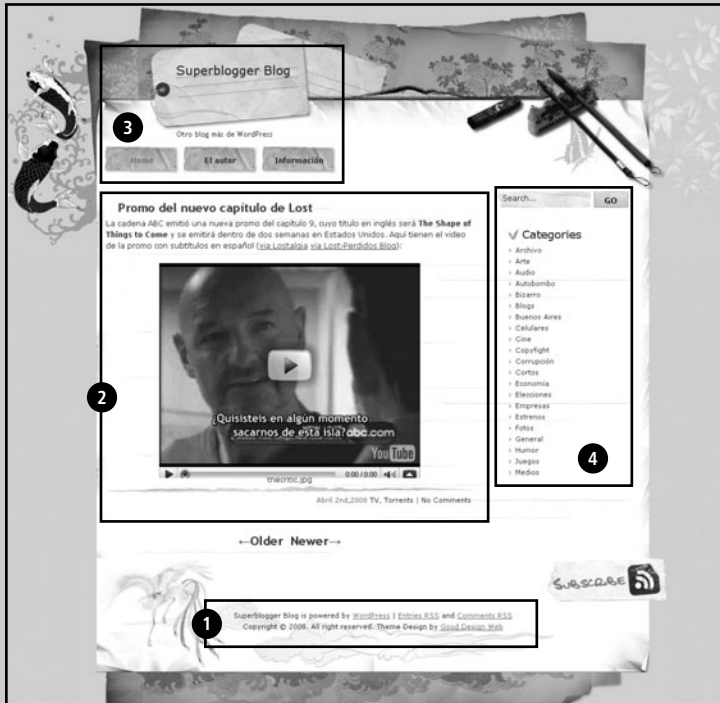 Superblogger Blog
3
Otro blog más de WordPress
Home El autor Información
Search... GO
Promo del nuevo capítulo de Lost
La cadena ABC emitió una nueva promo del capítulo 9, cuyo título en inglés será The Shape of
Things to Come y se emitirá dentro de dos semanas en Estados Unidos. Aquí tienen el video
de la promo con subtítulos en español (via Lostalgia via Lost-Perdidos Blog):
2
¿Quisisteis en algún momento
sacarnos de esta isla? abc.com
YouTube
0:00 / 0:00
thecritic.jpg
Abril 2nd,2008 TV, Torrents | No Comments
Categories
Archivo
Arte
Audio
Autobombo
Bizarro
Blogs
Buenos Aires
Celulares
Cine
Copyfight
Corrupción
Cortos
Economía
Elecciones
Empresas
Estrenos
Fotos
General
Humor
Juegos
Medios
4
←Older Newer→
SUBSCRIBE
1
Superblogger Blog is powered by WordPress | Entries RSS and Comments RSS
Copyright © 2008. All right reserved. Theme Design by Good Design Web